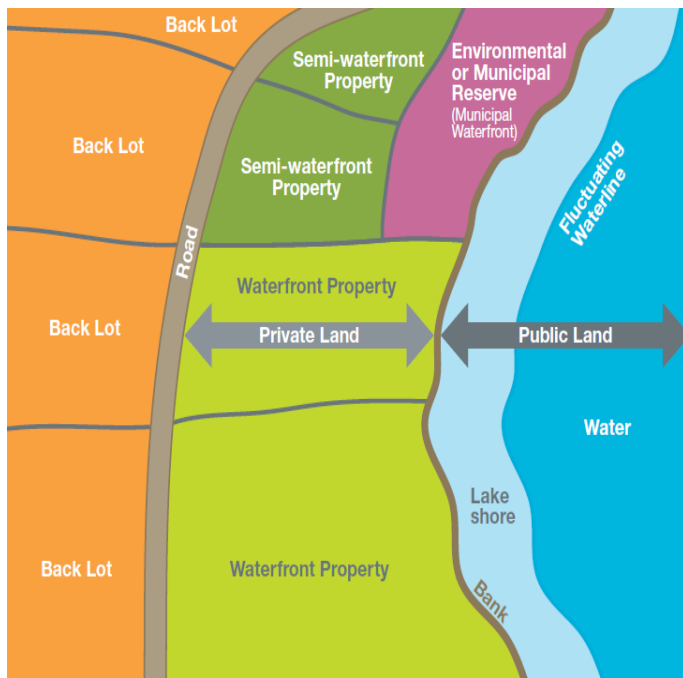 Back Lot
Semi-waterfront
Property
Environmental
or Municipal
Reserve
(Municipal
Waterfront)
Back Lot
Semi-waterfront
Property
Fluctuating
Waterline
Road
Waterfront Property
Back Lot
Private Land
Public Land
Water
Lake
shore
Back Lot
Waterfront Property
Bank